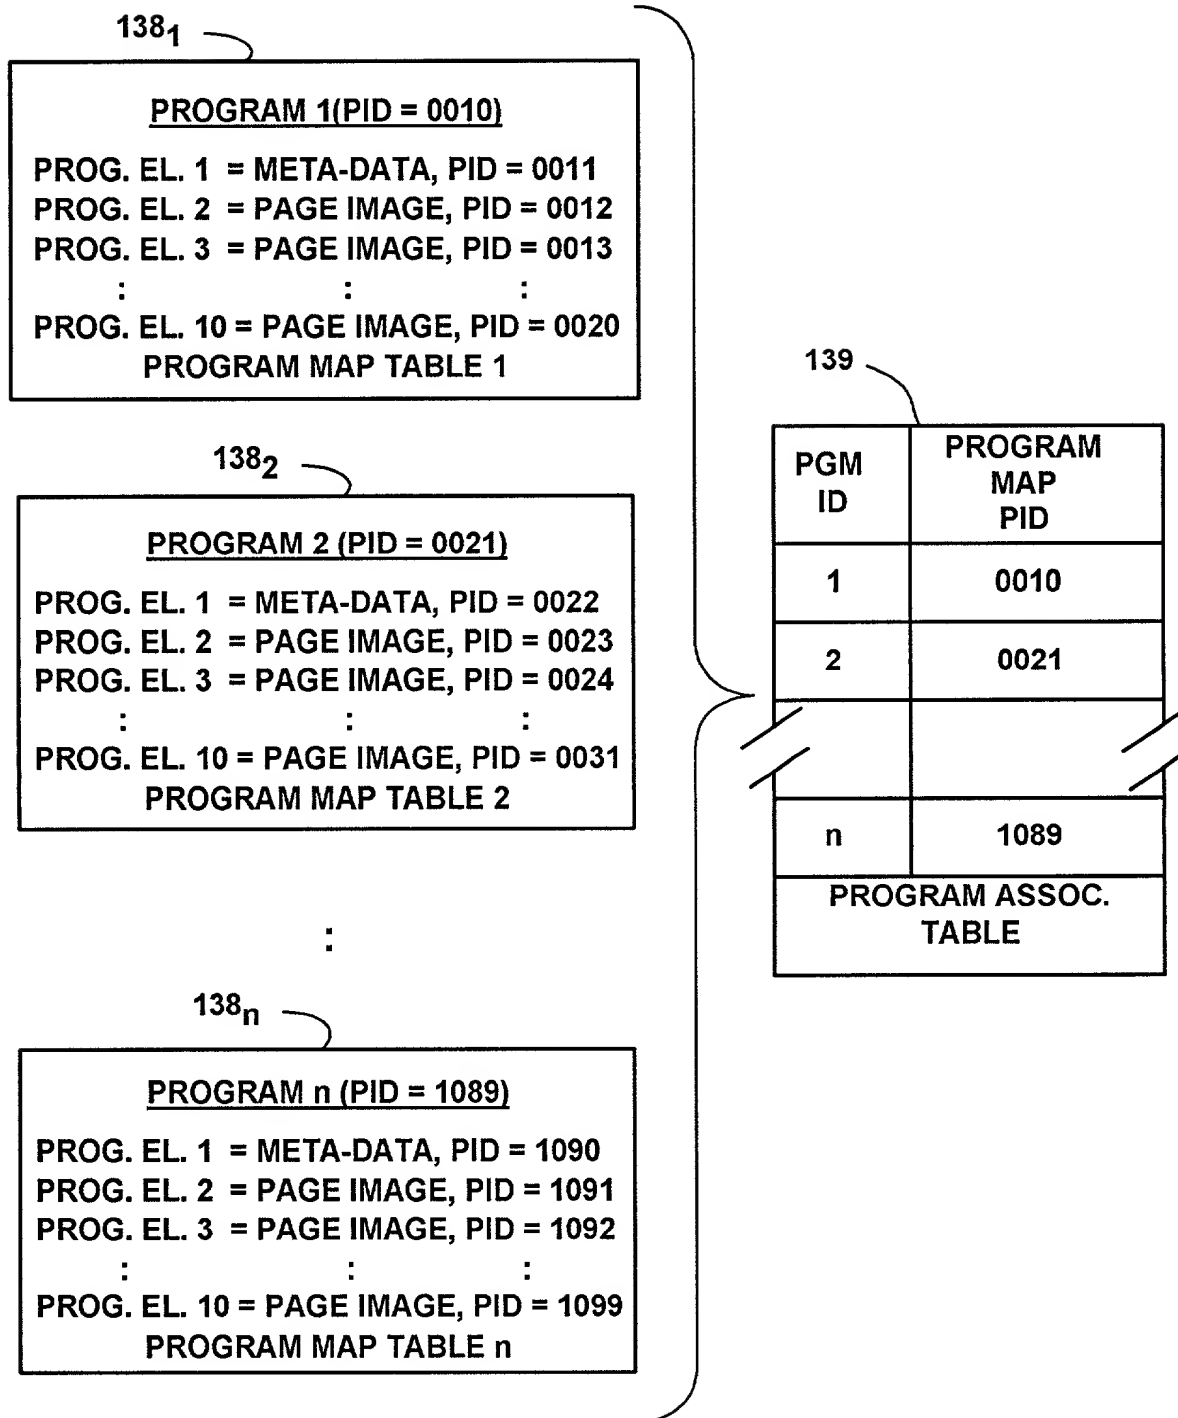 138₁
PROGRAM 1(PID = 0010)
PROG. EL. 1 = META-DATA, PID = 0011
PROG. EL. 2 = PAGE IMAGE, PID = 0012
PROG. EL. 3 = PAGE IMAGE, PID = 0013
: : :
PROG. EL. 10 = PAGE IMAGE, PID = 0020
PROGRAM MAP TABLE 1
138₂
PROGRAM 2 (PID = 0021)
PROG. EL. 1 = META-DATA, PID = 0022
PROG. EL. 2 = PAGE IMAGE, PID = 0023
PROG. EL. 3 = PAGE IMAGE, PID = 0024
: : :
PROG. EL. 10 = PAGE IMAGE, PID = 0031
PROGRAM MAP TABLE 2
:
138ₙ
PROGRAM n (PID = 1089)
PROG. EL. 1 = META-DATA, PID = 1090
PROG. EL. 2 = PAGE IMAGE, PID = 1091
PROG. EL. 3 = PAGE IMAGE, PID = 1092
: : :
PROG. EL. 10 = PAGE IMAGE, PID = 1099
PROGRAM MAP TABLE n
139
PGM
ID
PROGRAM
MAP
PID
1 0010
2 0021
n 1089
PROGRAM ASSOC.
TABLE